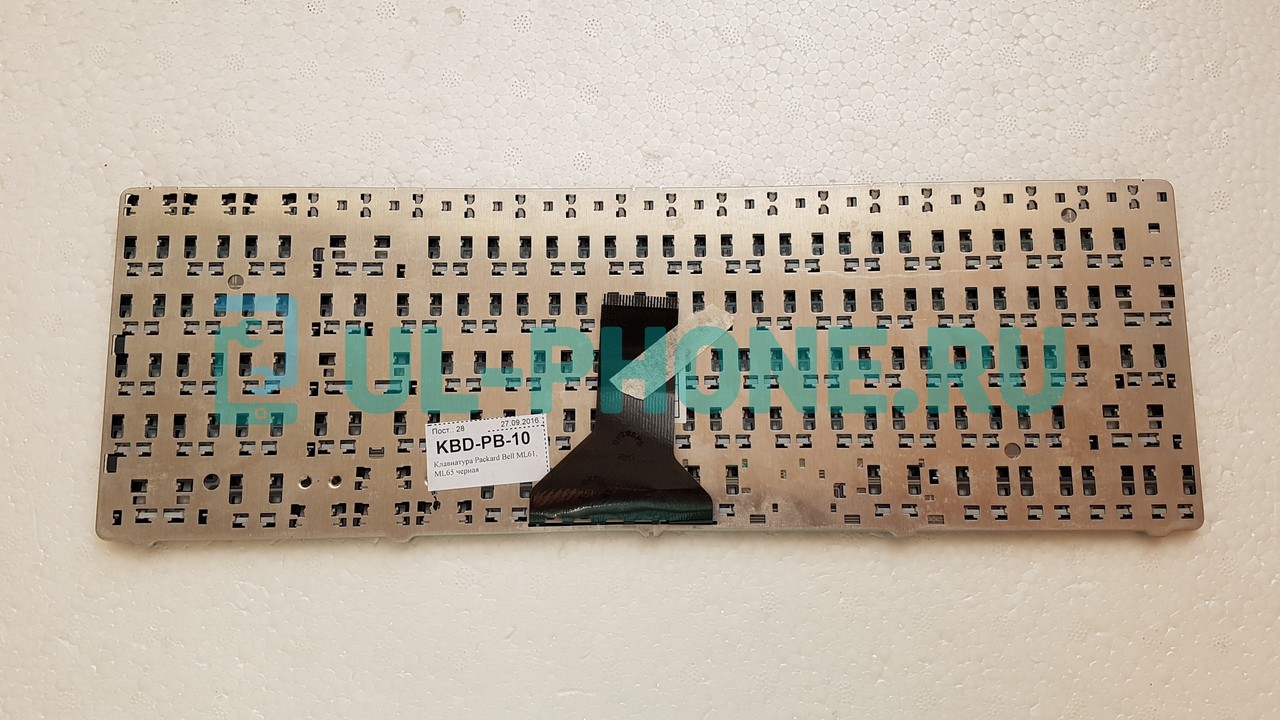 UL-PHONE.RU
Пост. 28 27.09.2016
KBD-PB-10
Клавиатура Packard Bell ML61,
ML65 черная